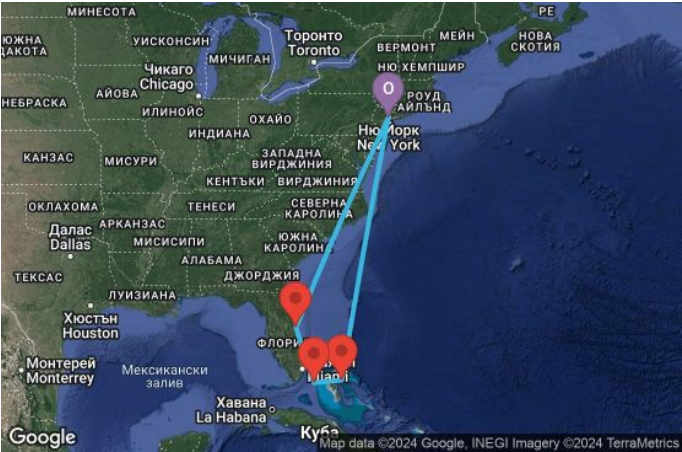 МИНЕСОТА
РЕ
ЮЖНА
ДАКОТА
УИСКОНСИН
МИЧИГАН
Торонто
Toronto
ВЕРМОНТ
МЕЙН
НОВА
СКОТИЯ
НЮ ХЕМПШИР
Чикаго
Chicago
НЕБРАСКА
АЙОВА
O
РОУД
АЙЛЪНД
ИЛИНОЙС
ОХАЙО
ИНДИАНА
Ню Йорк
New York
КАНЗАС
МИСУРИ
ЗАПАДНА
ВИРДЖИНИЯ
КЕНТЪКИ
ВИРДЖИНИЯ
ОКЛАХОМА
ТЕНЕСИ
СЕВЕРНА
КАРОЛИНА
Далас
Dallas
АРКАНЗАС
МИСИСИПИ
ЮЖНА
КАРОЛИНА
АЛАБАМА
ТЕКСАС
ДЖОРДЖИЯ
ЛУИЗИАНА
Хюстън
Houston
ФЛОРИ
Монтерей
Monterrey
Мексикански
залив
Miami
Хавана
La Habana
Куба
Google
Map data ©2024 Google, INEGI Imagery ©2024 TerraMetrics